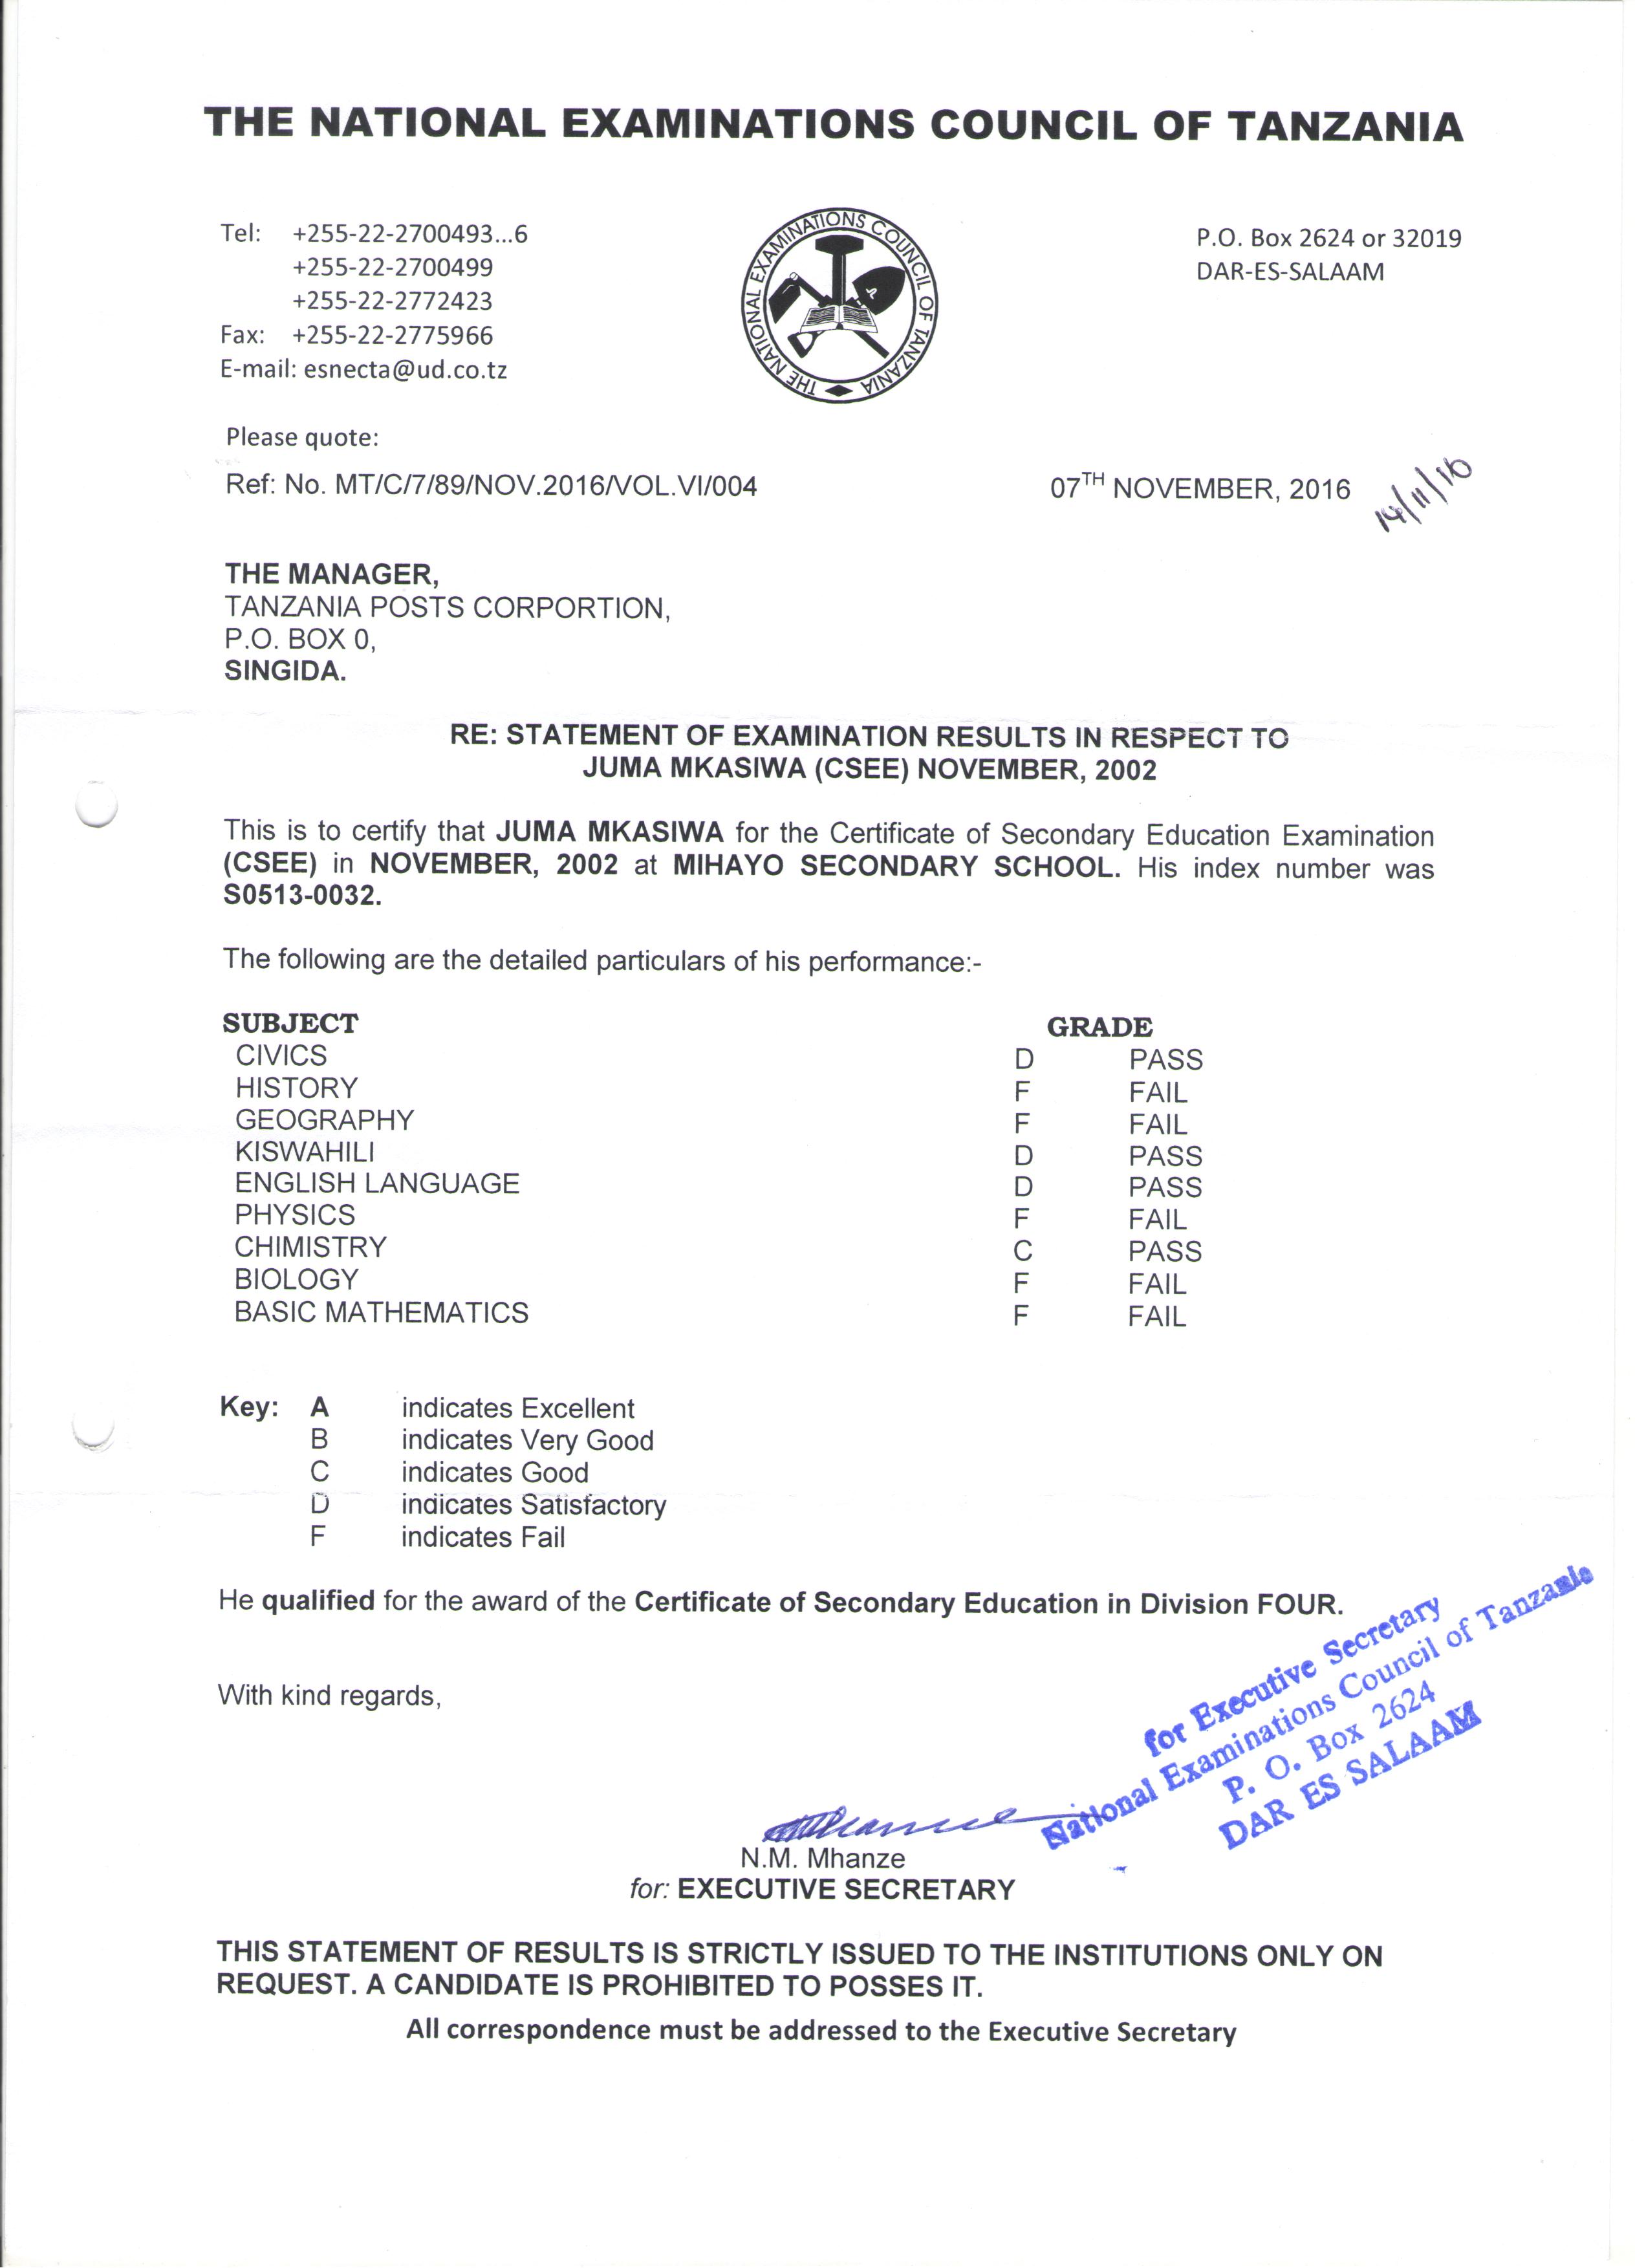 THE NATIONAL EXAMINATIONS COUNCIL OF TANZANIA
Tel: +255-22-2700493...6
+255-22-2700499
+255-22-2772423
Fax: +255-22-2775966
E-mail: esnecta@ud.co.tz
THE NATIONAL EXAMINATIONS COUNCIL OF TANZANIA
P.O. Box 2624 or 32019
DAR-ES-SALAAM
Please quote:
Ref: No. MT/C/7/89/NOV.2016/VOL.VI/004
07TH NOVEMBER, 2016
14/11/16
THE MANAGER,
TANZANIA POSTS CORPORTION,
P.O. BOX 0,
SINGIDA.
RE: STATEMENT OF EXAMINATION RESULTS IN RESPECT TO
JUMA MKASIWA (CSEE) NOVEMBER, 2002
This is to certify that JUMA MKASIWA for the Certificate of Secondary Education Examination
(CSEE) in NOVEMBER, 2002 at MIHAYO SECONDARY SCHOOL. His index number was
S0513-0032.
The following are the detailed particulars of his performance:-
SUBJECT GRADE
CIVICS D PASS
HISTORY F FAIL
GEOGRAPHY F FAIL
KISWAHILI D PASS
ENGLISH LANGUAGE D PASS
PHYSICS F FAIL
CHIMISTRY C PASS
BIOLOGY F FAIL
BASIC MATHEMATICS F FAIL
Key: A indicates Excellent
B indicates Very Good
C indicates Good
D indicates Satisfactory
F indicates Fail
He qualified for the award of the Certificate of Secondary Education in Division FOUR.
With kind regards,
for Executive Secretary
National Examinations Council of Tanzania
P. O. Box 2624
DAR ES SALAAM
N.M. Mhanze
for: EXECUTIVE SECRETARY
THIS STATEMENT OF RESULTS IS STRICTLY ISSUED TO THE INSTITUTIONS ONLY ON
REQUEST. A CANDIDATE IS PROHIBITED TO POSSES IT.
All correspondence must be addressed to the Executive Secretary